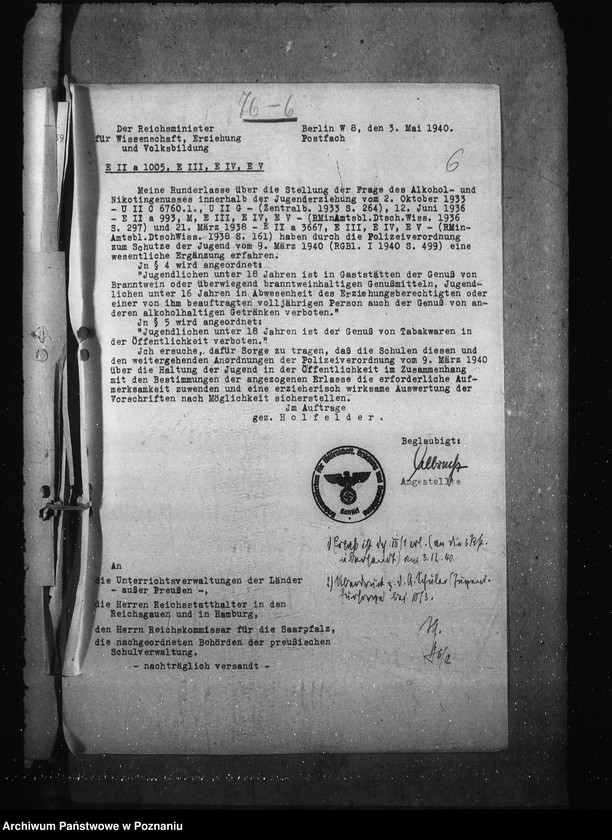 76-6
Der Reichsminister
für Wissenschaft, Erziehung
und Volksbildung
Berlin W 8, den 3. Mai 1940.
Postfach
6
E II a 1005, E III, E IV, E V
Meine Runderlasse über die Stellung der Frage des Alkohol- und
Nikotingenusses innerhalb der Jugenderziehung vom 2. Oktober 1933
- U II C 6760.1., U II G - (Zentralb. 1933 S. 264), 12. Juni 1936
- E II a 993, M, E III, E IV, E V - (RMinAmtsbl.Dtsch.Wiss. 1936
S. 297) und 21. März 1938 - E II a 3667, E III, E IV, E V - (RMin-
Amtsbl.DtschWiss. 1938 S. 161) haben durch die Polizeiverordnung
zum Schutze der Jugend vom 9. März 1940 (RGBl. I 1940 S. 499) eine
wesentliche Ergänzung erfahren.
Jn § 4 wird angeordnet:
"Jugendlichen unter 18 Jahren ist in Gaststätten der Genuß von
Branntwein oder überwiegend branntweinhaltigen Genußmitteln, Jugend-
lichen unter 16 Jahren in Abwesenheit des Erziehungsberechtigten oder
einer von ihm beauftragten volljährigen Person auch der Genuß von an-
deren alkoholhaltigen Getränken verboten."
Jn § 5 wird angeordnet:
"Jugendlichen unter 18 Jahren ist der Genuß von Tabakwaren in
der Öffentlichkeit verboten."
Ich ersuche, dafür Sorge zu tragen, daß die Schulen diesen und
den weitergehenden Anordnungen der Polizeiverordnung vom 9. März 1940
über die Haltung der Jugend in der Öffentlichkeit im Zusammenhang
mit den Bestimmungen der angezogenen Erlasse die erforderliche Auf-
merksamkeit zuwenden und eine erzieherisch wirksame Auswertung der
Vorschriften nach Möglichkeit sicherstellen.
Jm Auftrage
gez. Holfelder.
Beglaubigt:
Angestellte
An
die Unterrichtsverwaltungen der Länder
- außer Preußen -,
die Herren Reichsstatthalter in den
Reichsgauen und in Hamburg,
den Herrn Reichskommissar für die Saarpfalz,
die nachgeordneten Behörden der preußischen
Schulverwaltung.
- nachträglich versandt -
Archiwum Państwowe w Poznaniu